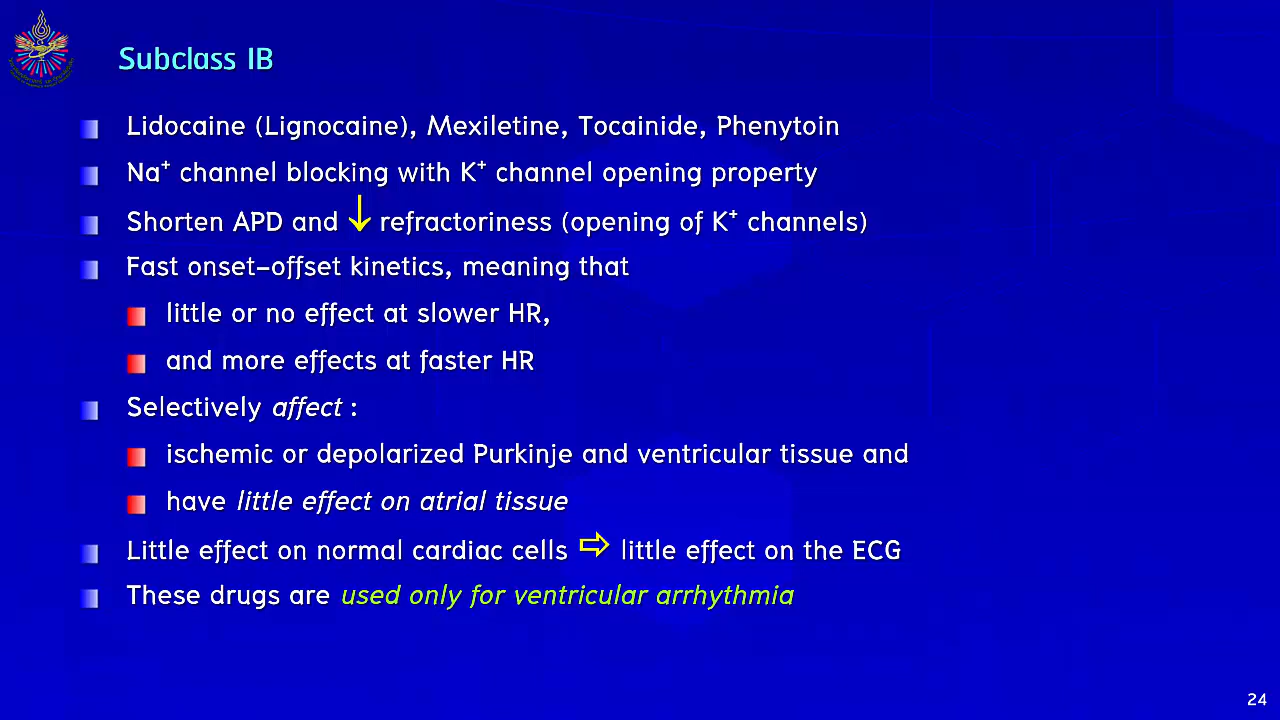 Subclass IB
Lidocaine (Lignocaine), Mexiletine, Tocainide, Phenytoin
Na⁺ channel blocking with K⁺ channel opening property
Shorten APD and ↓ refractoriness (opening of K⁺ channels)
Fast onset–offset kinetics, meaning that
little or no effect at slower HR,
and more effects at faster HR
Selectively affect :
ischemic or depolarized Purkinje and ventricular tissue and
have little effect on atrial tissue
Little effect on normal cardiac cells ⇨ little effect on the ECG
These drugs are used only for ventricular arrhythmia
24